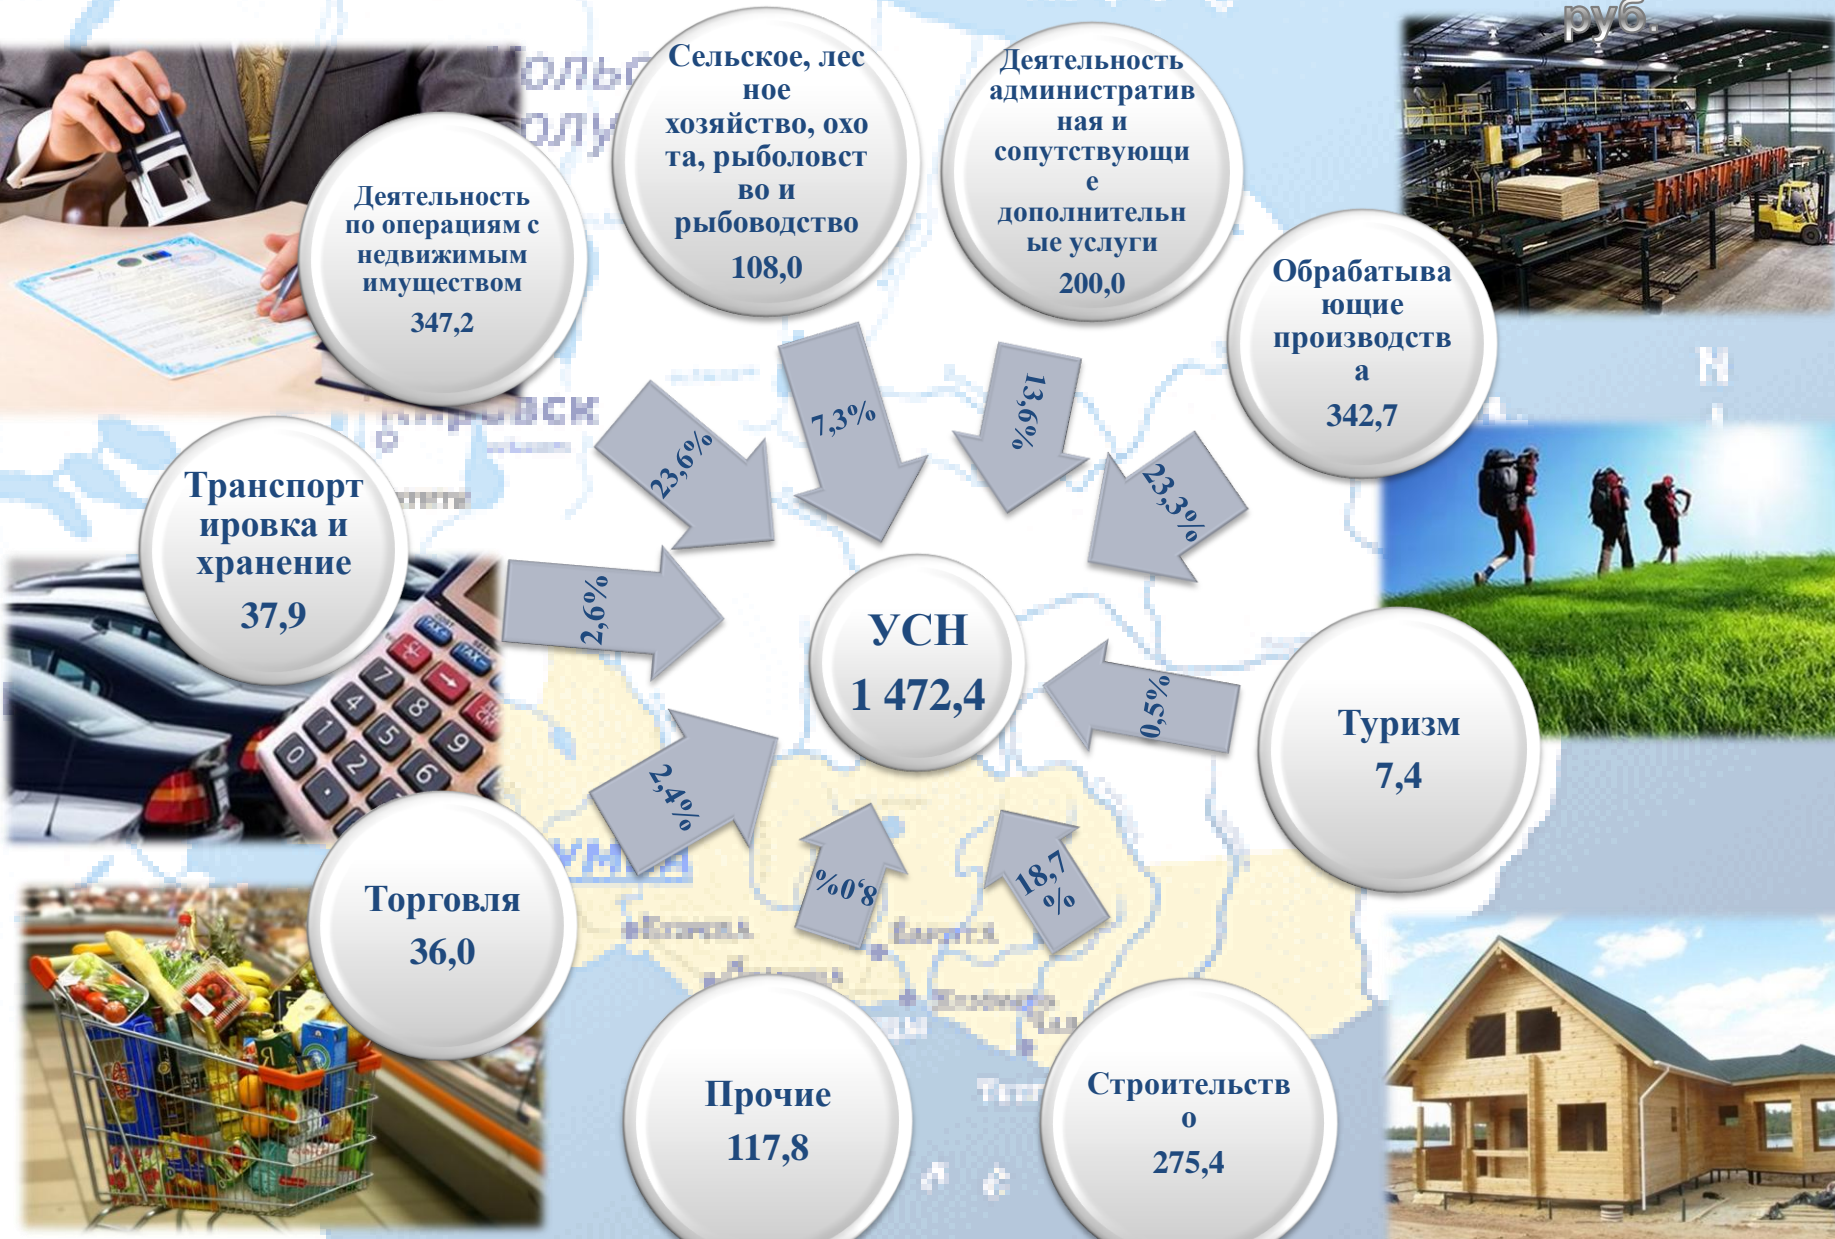 руб.
Деятельность
по операциям с
недвижимым
имуществом
347,2
Сельское, лес
ное
хозяйство, охо
та, рыболовст
во и
рыбоводство
108,0
Деятельность
административ
ная и
сопутствующи
е
дополнительн
ые услуги
200,0
Обрабатыва
ющие
производств
а
342,7
Транспорт
ировка и
хранение
37,9
23,6%
7,3%
13,6%
23,3%
2,6%
УСН
1 472,4
0,5%
Туризм
7,4
2,4%
8,0%
18,7
%
Торговля
36,0
Прочие
117,8
Строительств
о
275,4